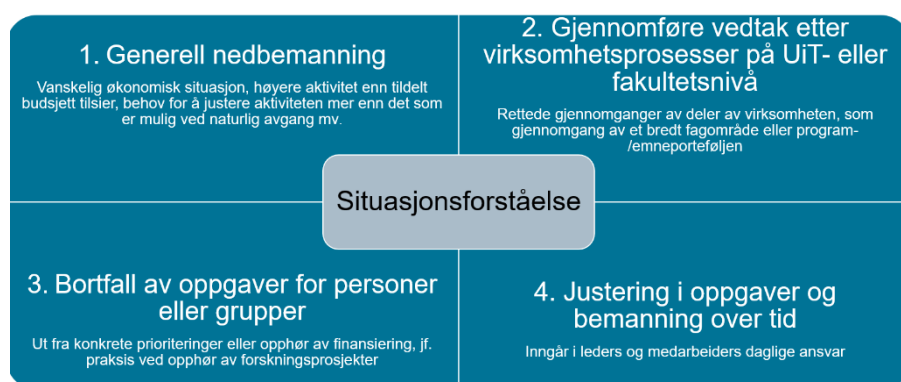 1. Generell nedbemanning
Vanskelig økonomisk situasjon, høyere aktivitet enn tildelt
budsjett tilsier, behov for å justere aktiviteten mer enn det som
er mulig ved naturlig avgang mv.
2. Gjennomføre vedtak etter
virksomhetsprosesser på UiT- eller
fakultetsnivå
Rettede gjennomganger av deler av virksomheten, som
gjennomgang av et bredt fagområde eller program-
/emneporteføljen
Situasjonsforståelse
3. Bortfall av oppgaver for personer
eller grupper
Ut fra konkrete prioriteringer eller opphør av finansiering, jf.
praksis ved opphør av forskningsprosjekter
4. Justering i oppgaver og
bemanning over tid
Inngår i leders og medarbeiders daglige ansvar